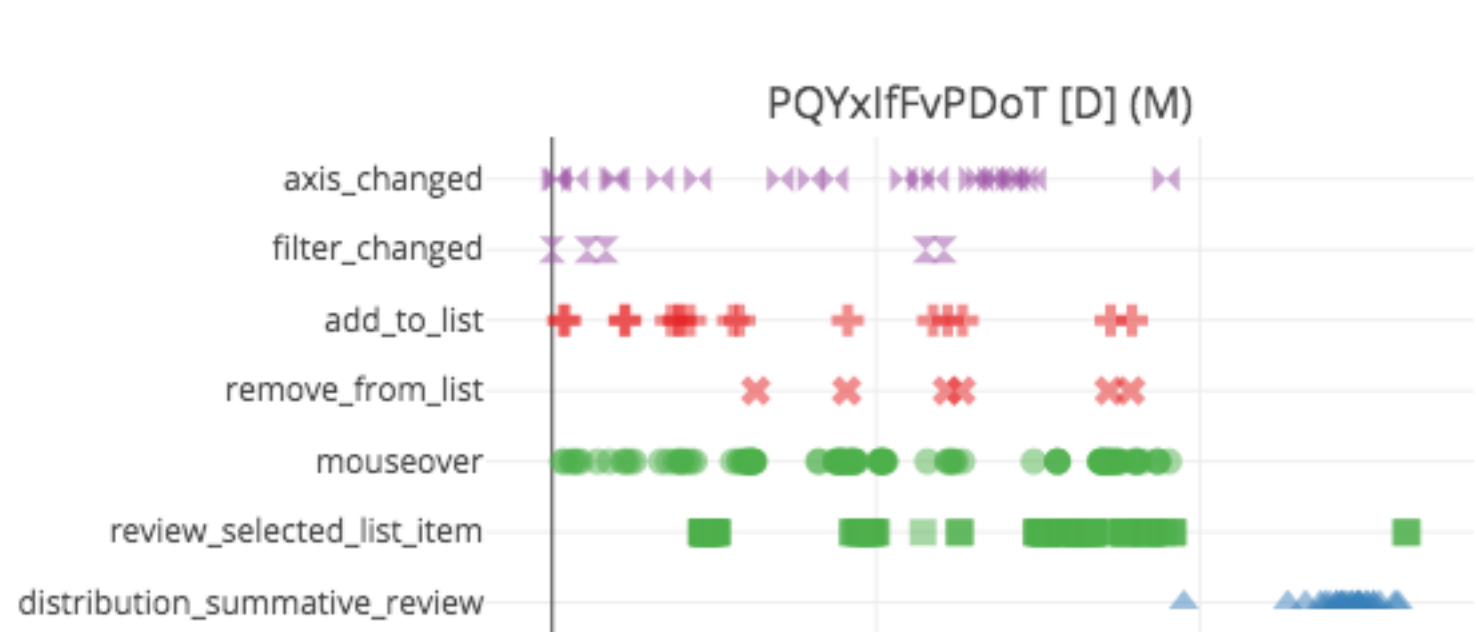 PQYxIfFvPDoT [D] (M)
axis_changed
filter_changed
add_to_list
remove_from_list
mouseover
review_selected_list_item
distribution_summative_review